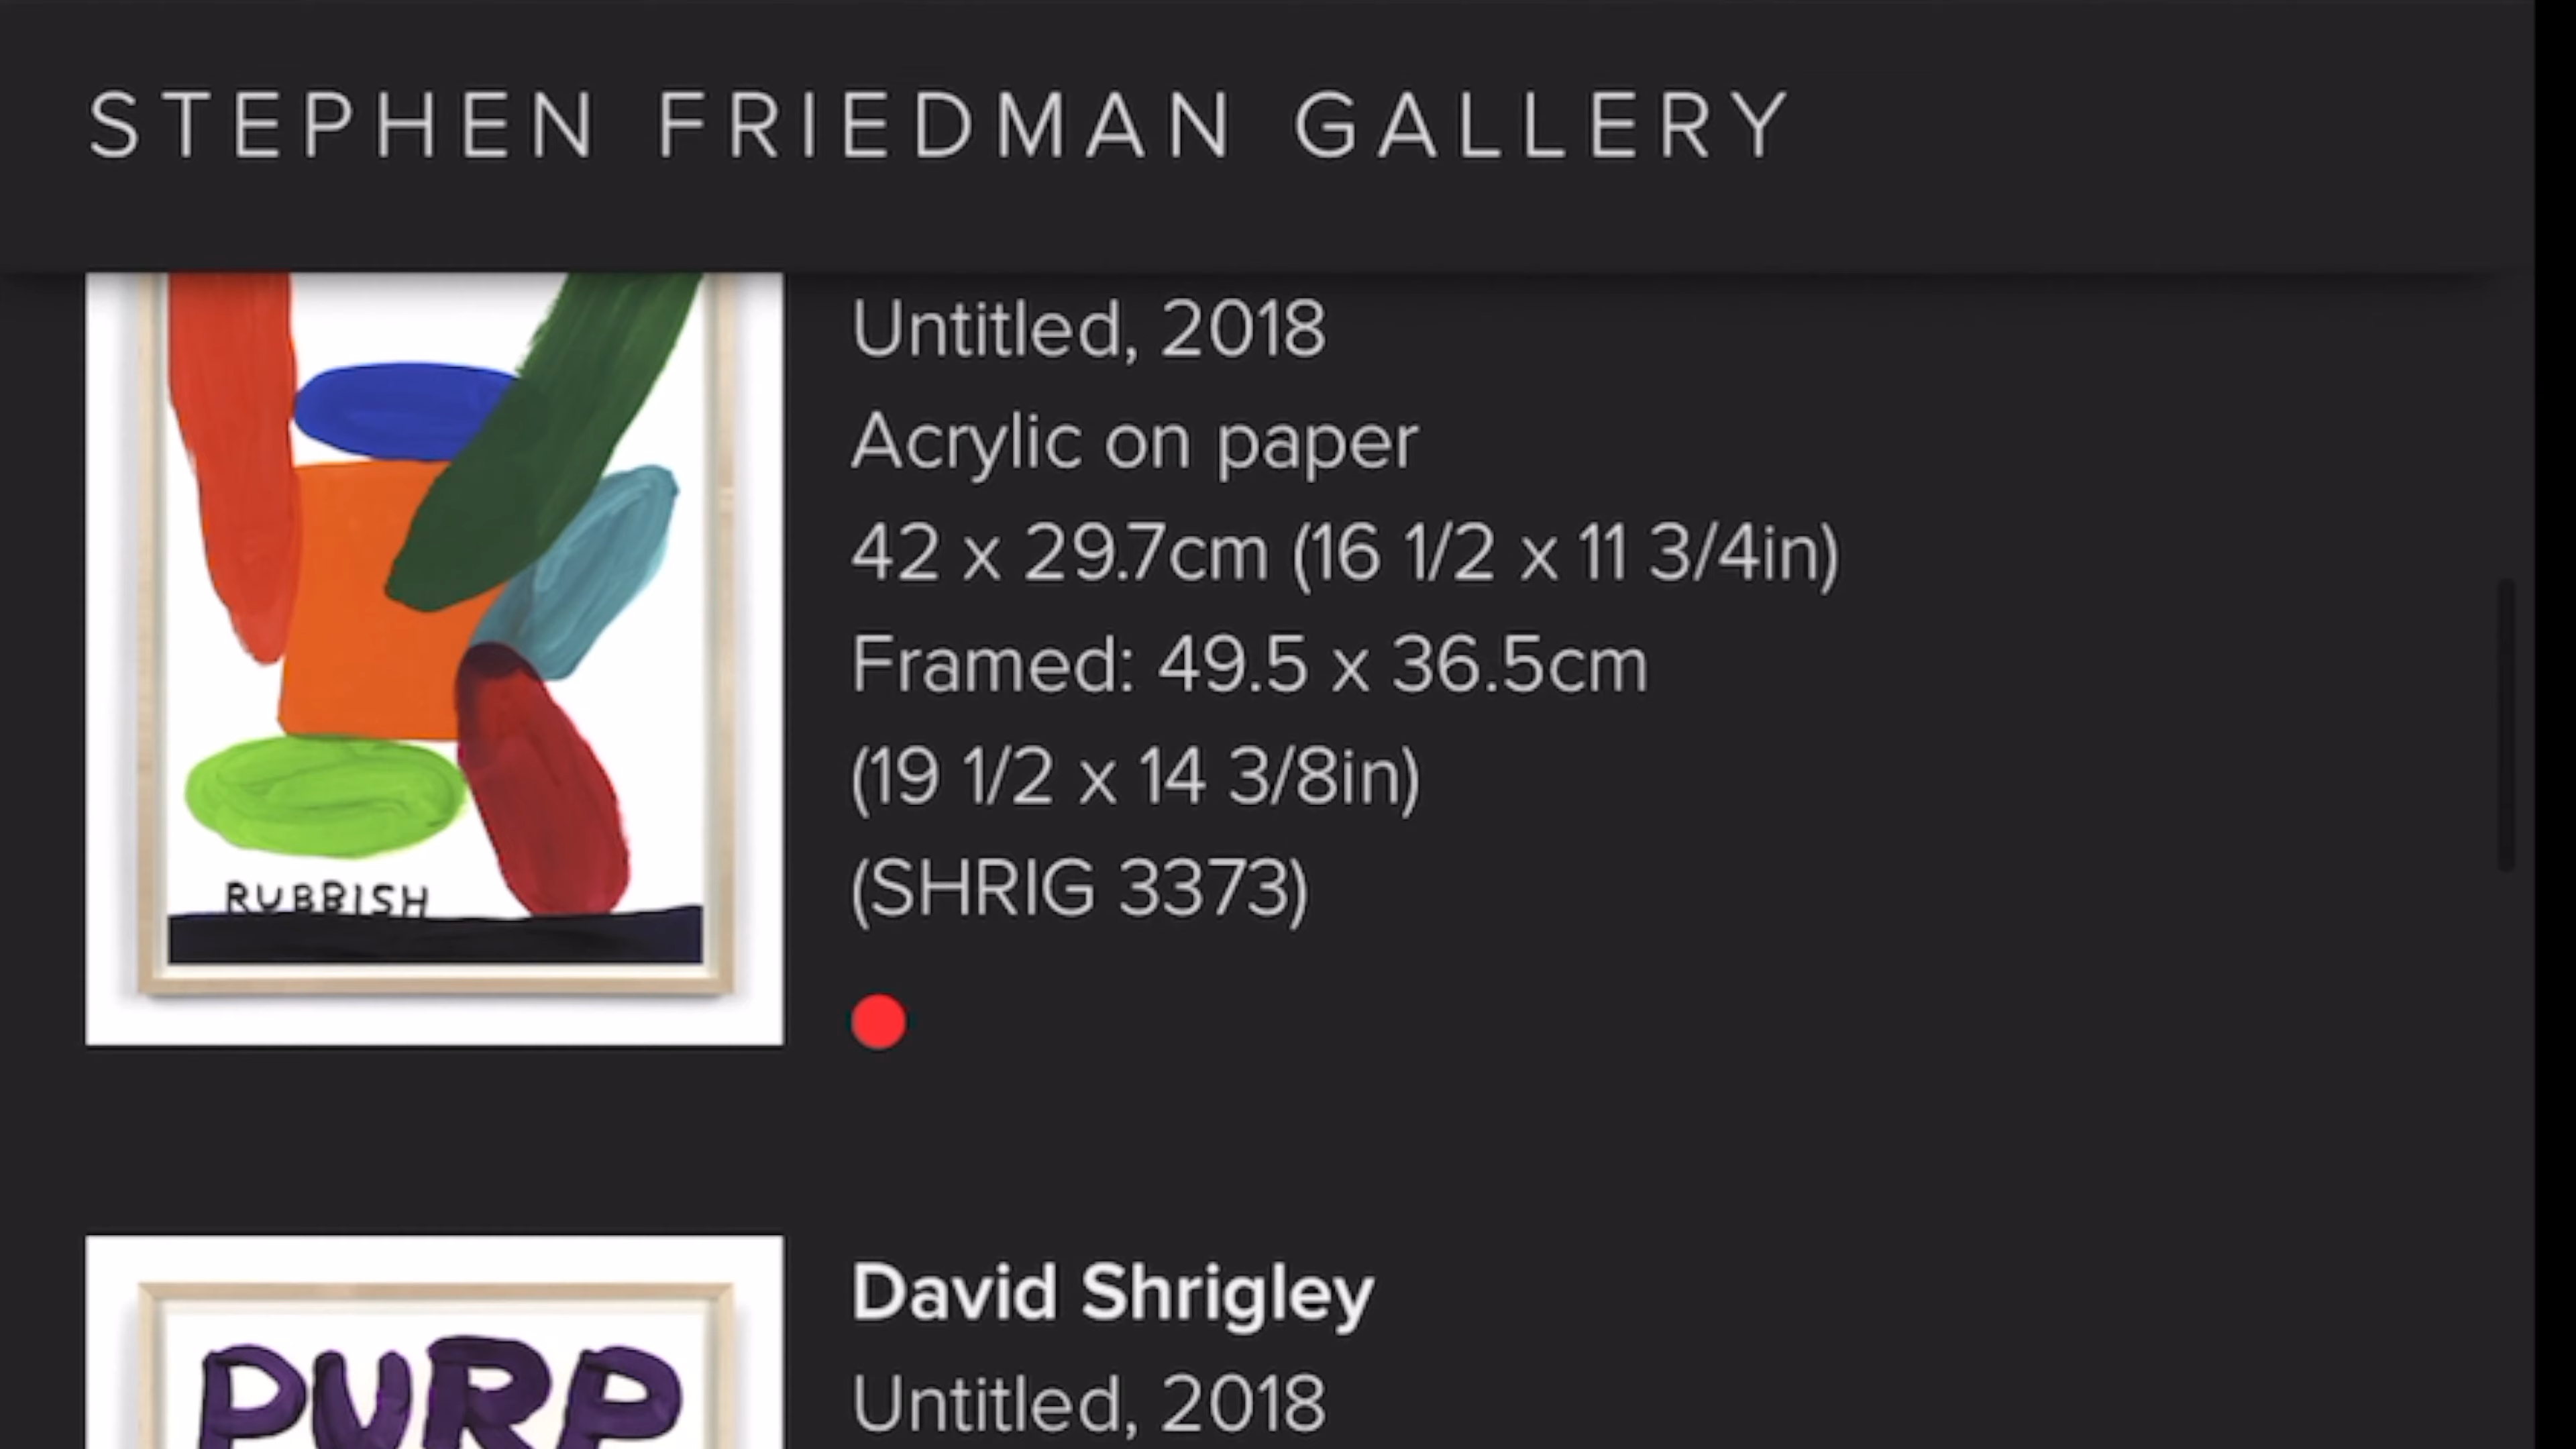 STEPHEN FRIEDMAN GALLERY
Untitled, 2018
Acrylic on paper
42 x 29.7cm (16 1/2 x 11 3/4in)
Framed: 49.5 x 36.5cm
(19 1/2 x 14 3/8in)
(SHRIG 3373)
RUBBISH
David Shrigley
Untitled, 2018
PURP